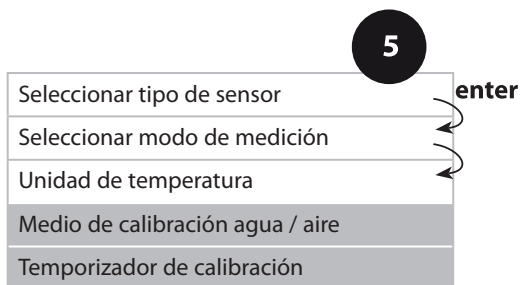 5
Seleccionar tipo de sensor enter
Seleccionar modo de medición
Unidad de temperatura
Medio de calibración agua / aire
Temporizador de calibración